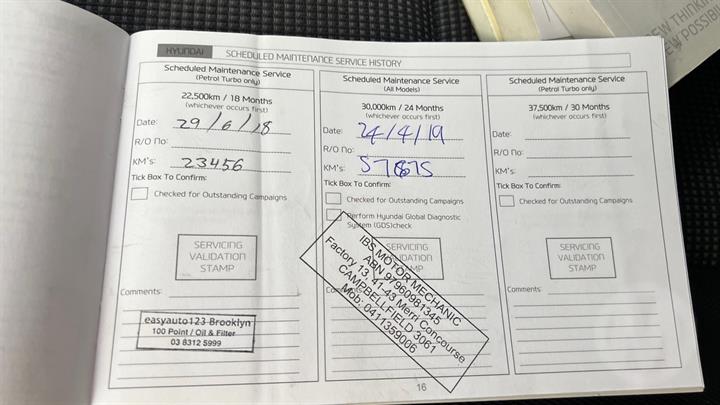 HYUNDAI SCHEDULED MAINTENANCE SERVICE HISTORY
Scheduled Maintenance Service
(Petrol Turbo only)
22,500km / 18 Months
(whichever occurs first)
Date: 29/6/18
R/O No:
KM's: 23456
Tick Box To Confirm:
Checked for Outstanding Campaigns
SERVICING
VALIDATION
STAMP
Comments:
easyauto123 Brooklyn
100 Point / Oil & Filter
03 8312 5999
Scheduled Maintenance Service
(All Models)
30,000km / 24 Months
(whichever occurs first)
Date: 24/4/19
R/O No:
KM's: 57875
Tick Box To Confirm:
Checked for Outstanding Campaigns
Perform Hyundai Global Diagnostic
System (GDS)check
SERVICING
VALIDATION
STAMP
IBS MOTOR MECHANIC
ABN 97960981345
Factory 13, 41-43 Merri Concourse
CAMPBELLFIELD 3061
Mob: 0411359006
Scheduled Maintenance Service
(Petrol Turbo only)
37,500km / 30 Months
(whichever occurs first)
Date:
R/O No:
KM's:
Tick Box To Confirm:
Checked for Outstanding Campaigns
SERVICING
VALIDATION
STAMP
Comments:
16